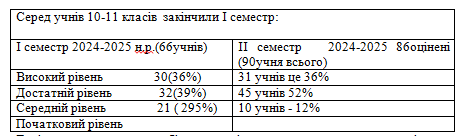 Серед учнів 10-11 класів закінчили І семестр:
І семестр 2024-2025 н.р.(66учнів)
ІІ семестр 2024-2025 86оцінені (90учня всього)
Високий рівень 30(36%)
31 учнів це 36%
Достатній рівень 32(39%)
45 учнів 52%
Середній рівень 21 ( 295%)
10 учнів - 12%
Початковий рівень